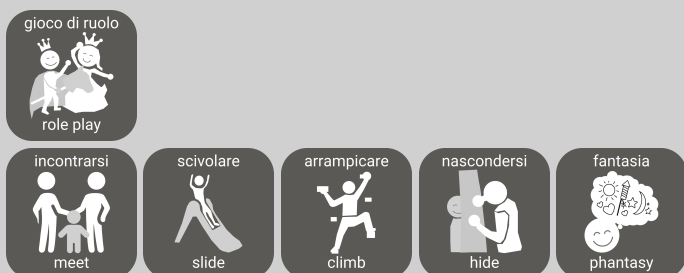 gioco di ruolo
role play
incontrarsi
meet
scivolare
slide
arrampicare
climb
nascondersi
hide
fantasia
phantasy